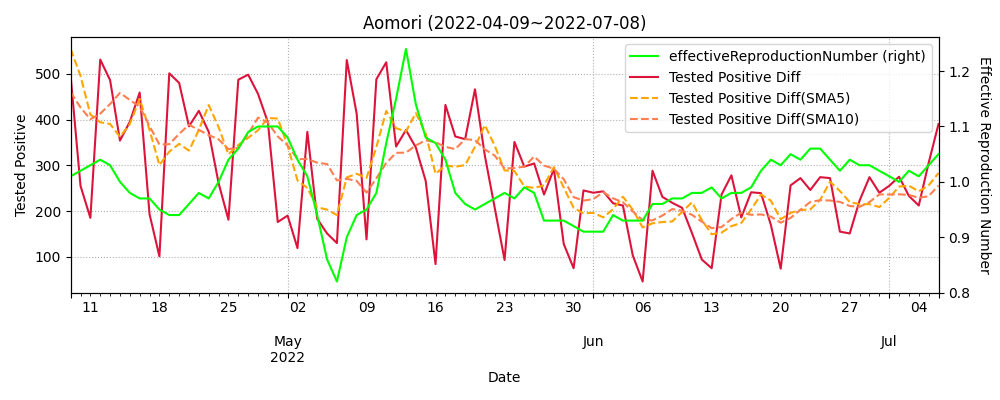 Aomori (2022-04-09~2022-07-08)
effectiveReproductionNumber (right)
Tested Positive Diff
Tested Positive Diff(SMA5)
Tested Positive Diff(SMA10)
Tested Positive
500
400
300
200
100
1.2
1.1
1.0
0.9
0.8
Effective Reproduction Number
11 18 25 02 09 16 23 30 06 13 20 27 04
May Jun Jul
2022
Date